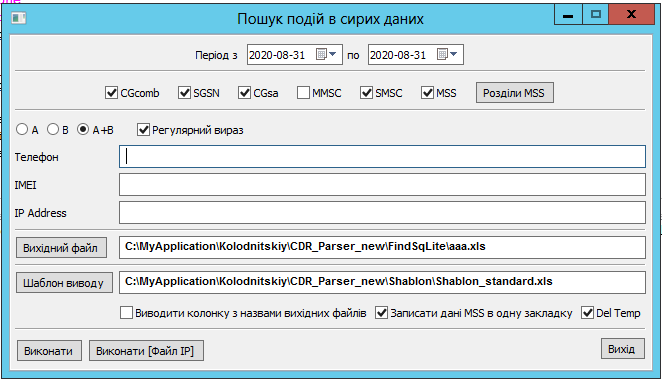 Пошук подій в сирих даних
Період з 2020-08-31 по 2020-08-31
CGcomb SGSN CGsa MMSC SMSC MSS Розділи MSS
A B A+B Регулярний вираз
Телефон
IMEI
IP Address
Вихідний файл C:\MyApplication\Kolodnitskiy\CDR_Parser_new\FindSqLite\aaa.xls
Шаблон виводу C:\MyApplication\Kolodnitskiy\CDR_Parser_new\Shablon\Shablon_standard.xls
Виводити колонку з назвами вихідних файлів Записати дані MSS в одну закладку Del Temp
Виконати Виконати [Файл IP] Вихід